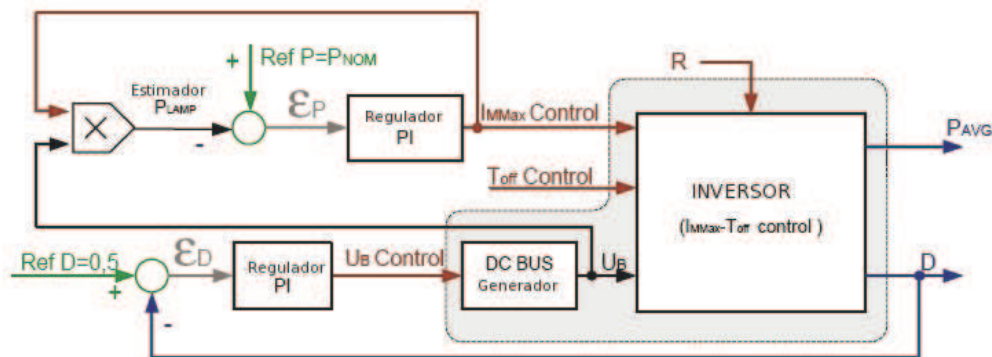 Estimador
PLAMP
×
+
Ref P=PNOM
-
εP
Regulador
PI
IMMax Control
R
PAVG
Toff Control
INVERSOR
(IMMax-Toff control )
Ref D=0,5
+
-
εD
Regulador
PI
UB Control
DC BUS
Generador
UB
D